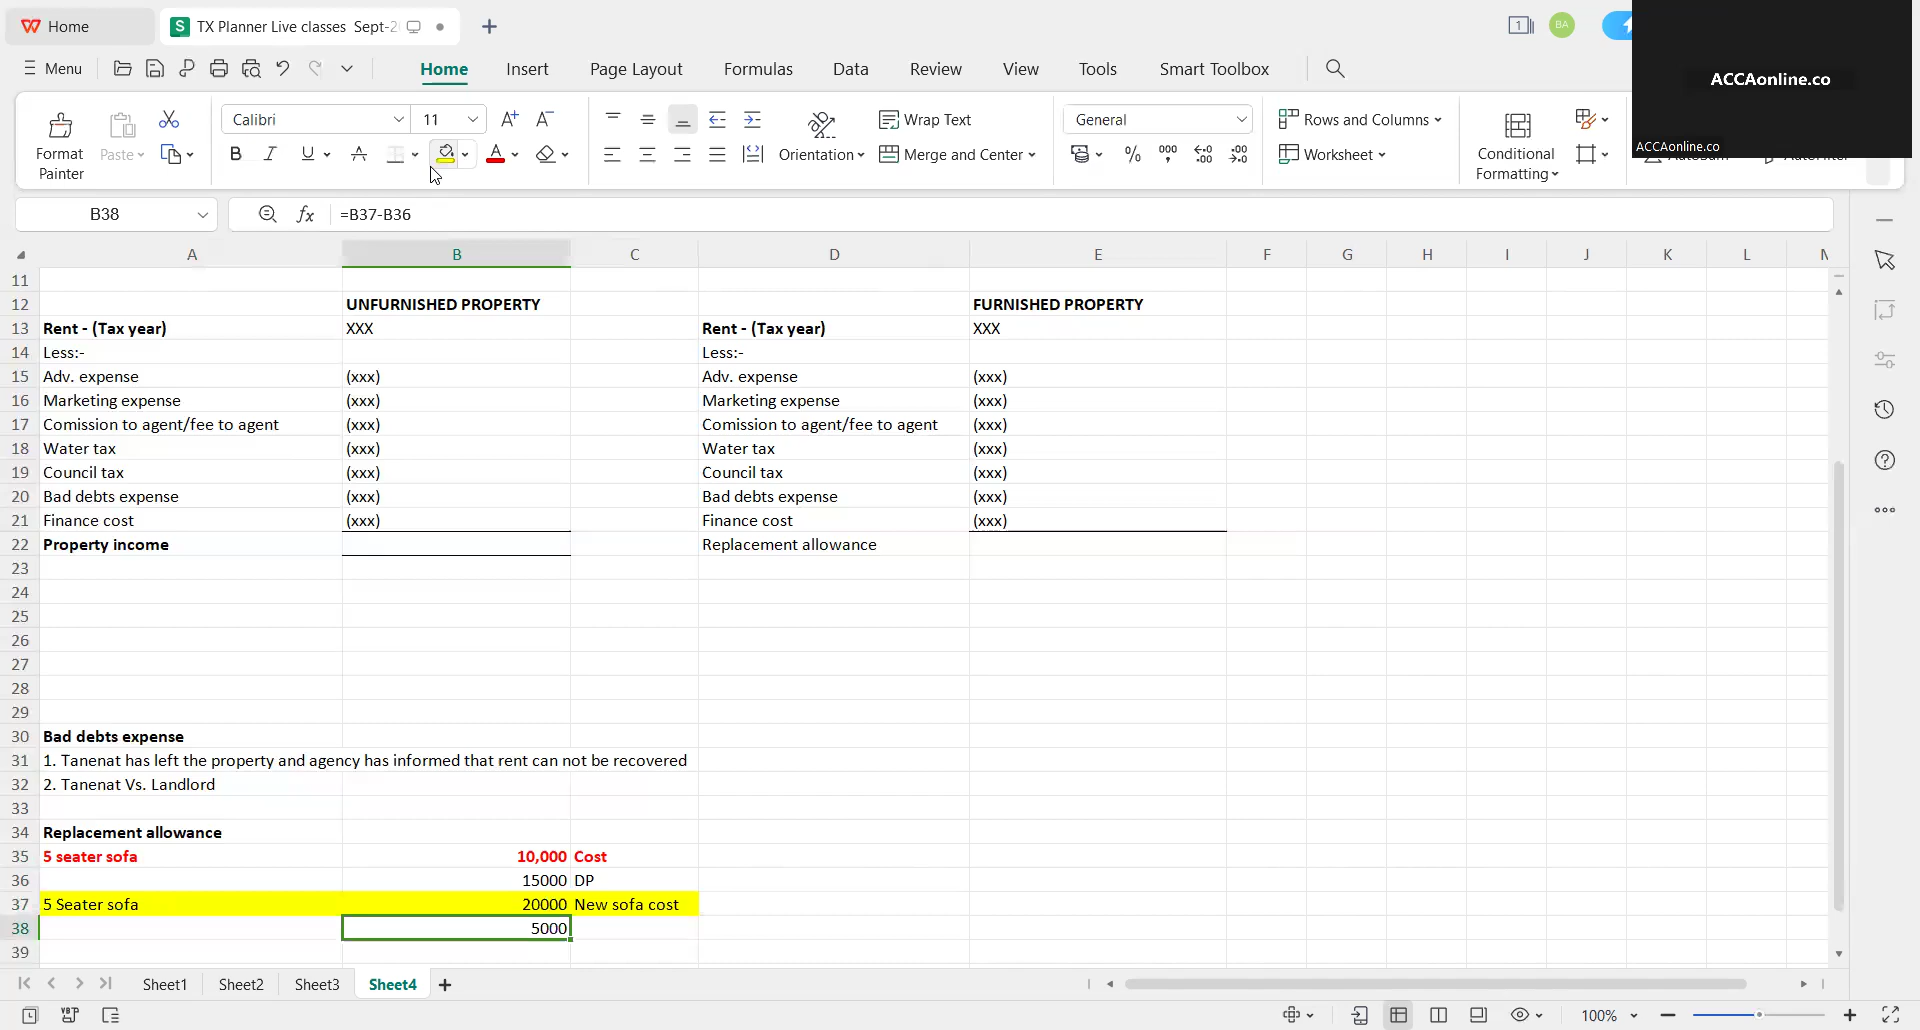 Home
TX Planner Live classes Sept-2
1
BA
ACCAonline.co
ACCAonline.co
Menu
Home Insert Page Layout Formulas Data Review View Tools Smart Toolbox
Format Painter
Paste
Calibri 11
Orientation
Wrap Text
Merge and Center
General
Rows and Columns
Worksheet
Conditional Formatting
B38
fx =B37-B36
A B C D E F G H I J K L
11
12 UNFURNISHED PROPERTY FURNISHED PROPERTY
13 Rent - (Tax year) XXX Rent - (Tax year) XXX
14 Less:- Less:-
15 Adv. expense (xxx) Adv. expense (xxx)
16 Marketing expense (xxx) Marketing expense (xxx)
17 Comission to agent/fee to agent (xxx) Comission to agent/fee to agent (xxx)
18 Water tax (xxx) Water tax (xxx)
19 Council tax (xxx) Council tax (xxx)
20 Bad debts expense (xxx) Bad debts expense (xxx)
21 Finance cost (xxx) Finance cost (xxx)
22 Property income Replacement allowance
23
24
25
26
27
28
29
30 Bad debts expense
31 1. Tanenat has left the property and agency has informed that rent can not be recovered
32 2. Tanenat Vs. Landlord
33
34 Replacement allowance
35 5 seater sofa 10,000 Cost
36 15000 DP
37 5 Seater sofa 20000 New sofa cost
38 5000
39
Sheet1 Sheet2 Sheet3 Sheet4
100%